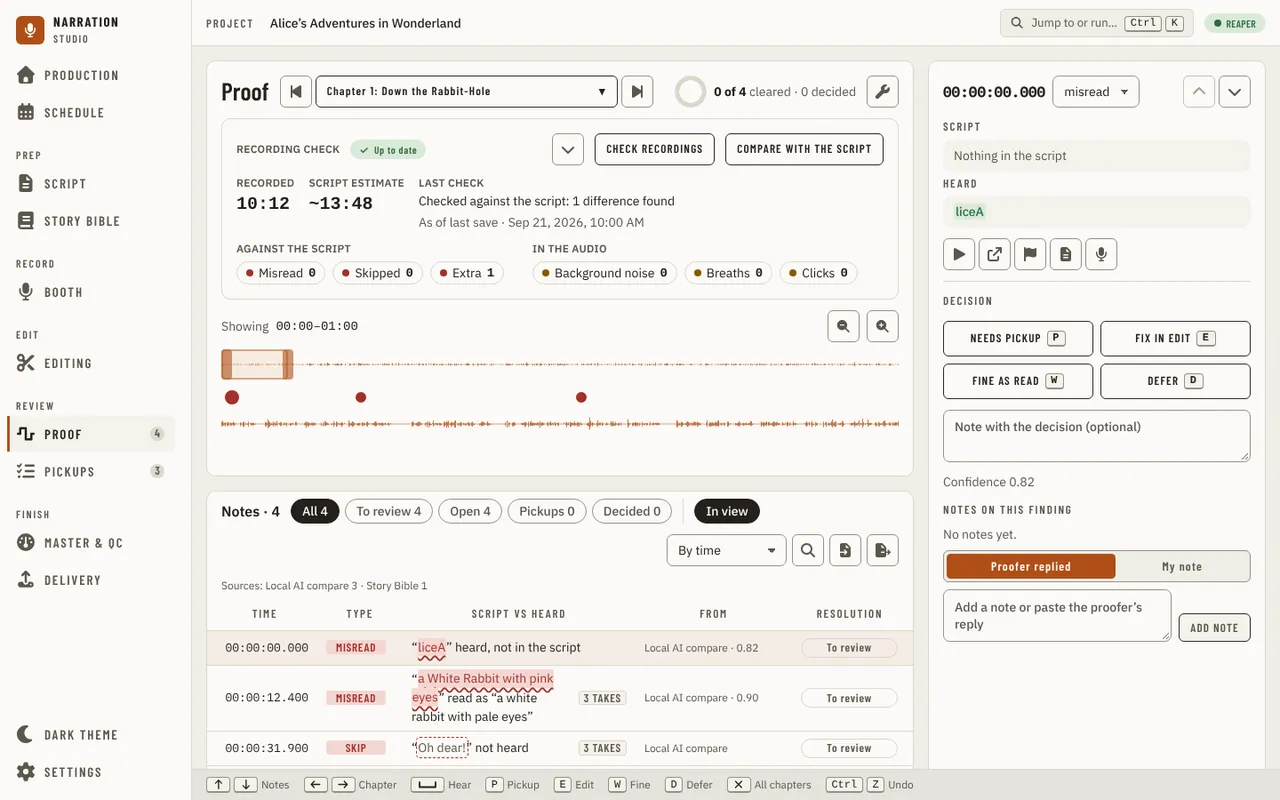 NARRATION
STUDIO
PRODUCTION
SCHEDULE
PREP
SCRIPT
STORY BIBLE
RECORD
BOOTH
EDIT
EDITING
REVIEW
PROOF 4
PICKUPS 3
FINISH
MASTER & QC
DELIVERY
DARK THEME
SETTINGS
PROJECT Alice's Adventures in Wonderland
Jump to or run... Ctrl K
REAPER
Proof
Chapter 1: Down the Rabbit-Hole
0 of 4 cleared · 0 decided
RECORDING CHECK Up to date
CHECK RECORDINGS
COMPARE WITH THE SCRIPT
RECORDED SCRIPT ESTIMATE LAST CHECK
10:12 ~13:48 Checked against the script: 1 difference found
As of last save · Sep 21, 2026, 10:00 AM
AGAINST THE SCRIPT IN THE AUDIO
Misread 0 Skipped 0 Extra 1 Background noise 0 Breaths 0 Clicks 0
Showing 00:00–01:00
Notes · 4 All 4 To review 4 Open 4 Pickups 0 Decided 0 In view
By time
Sources: Local AI compare 3 · Story Bible 1
TIME TYPE SCRIPT VS HEARD FROM RESOLUTION
00:00:00.000 MISREAD “liceA” heard, not in the script Local AI compare · 0.82 To review
“a White Rabbit with pink
00:00:12.400 MISREAD eyes” read as “a white 3 TAKES Local AI compare · 0.90 To review
rabbit with pale eyes”
00:00:31.900 SKIP “Oh dear!” not heard 3 TAKES Local AI compare To review
00:00:00.000 misread
SCRIPT
Nothing in the script
HEARD
liceA
DECISION
NEEDS PICKUP P FIX IN EDIT E
FINE AS READ W DEFER D
Note with the decision (optional)
Confidence 0.82
NOTES ON THIS FINDING
No notes yet.
Proofer replied My note
Add a note or paste the proofer’s
reply
ADD NOTE
↑ ↓ Notes ← → Chapter Hear P Pickup E Edit W Fine D Defer X All chapters Ctrl Z Undo